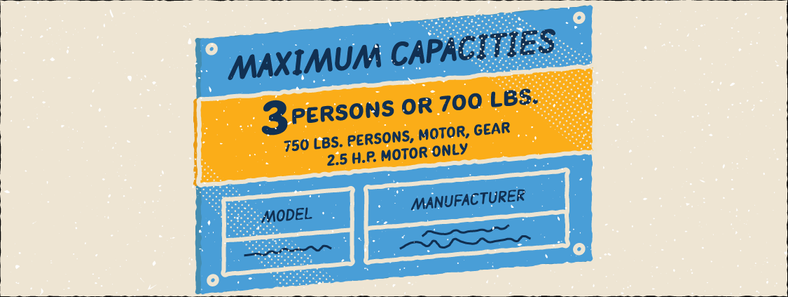 MAXIMUM CAPACITIES
3 PERSONS OR 700 LBS.
750 LBS. PERSONS, MOTOR, GEAR
2.5 H.P. MOTOR ONLY
MODEL
MANUFACTURER